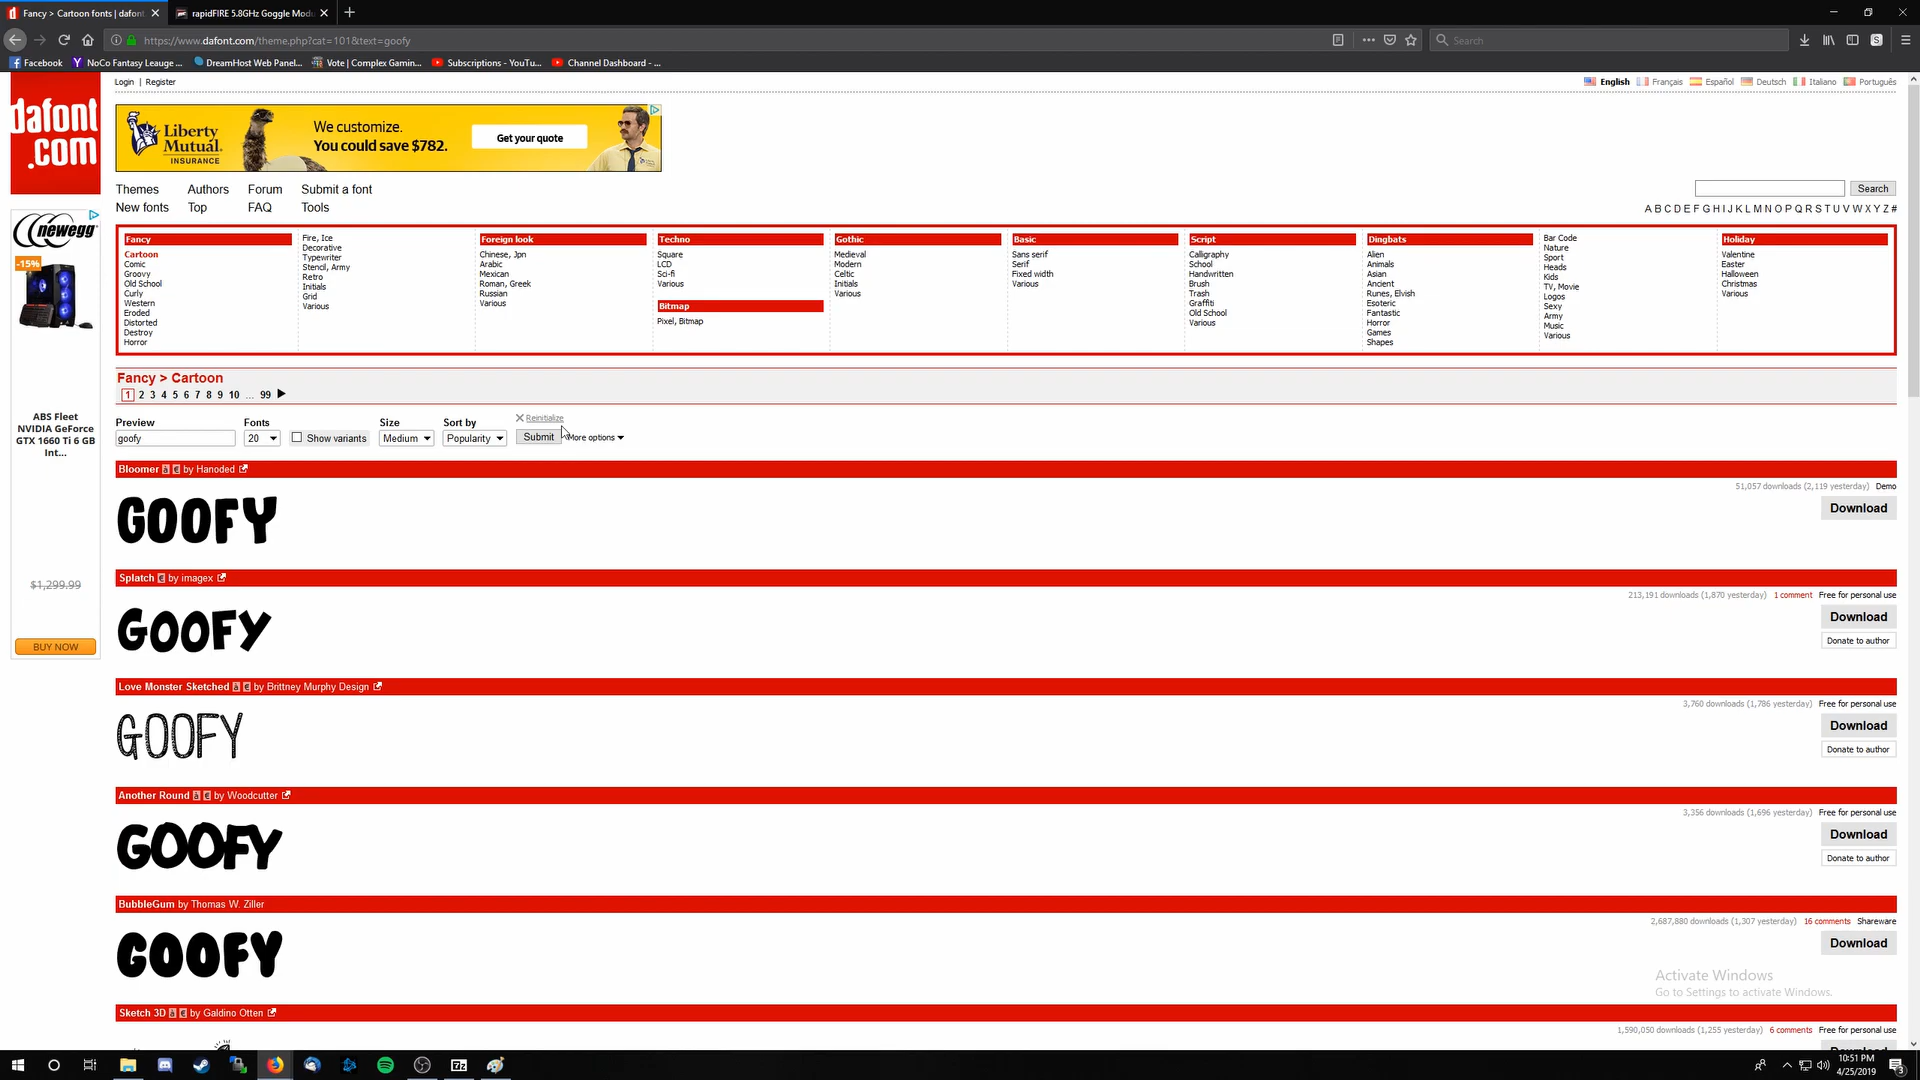 Fancy > Cartoon fonts | dafont
rapidFIRE 5.8GHz Goggle Modu
https://www.dafont.com/theme.php?cat=101&text=goofy
Search
Facebook
NoCo Fantasy Leauge ...
DreamHost Web Panel...
Vote | Complex Gamin...
Subscriptions - YouTu...
Channel Dashboard - ...
dafont
.com
Login | Register
English Français Español Deutsch Italiano Português
Liberty
Mutual.
INSURANCE
We customize.
You could save $782.
Get your quote
Themes Authors Forum Submit a font
New fonts Top FAQ Tools
Search
A B C D E F G H I J K L M N O P Q R S T U V W X Y Z #
newegg
-15%
ABS Fleet
NVIDIA GeForce
GTX 1660 Ti 6 GB
Int...
$1,299.99
BUY NOW
Fancy
Cartoon
Comic
Groovy
Old School
Curly
Western
Eroded
Distorted
Destroy
Horror
Fire, Ice
Decorative
Typewriter
Stencil, Army
Retro
Initials
Grid
Various
Foreign look
Chinese, Jpn
Arabic
Mexican
Roman, Greek
Russian
Various
Techno
Square
LCD
Sci-fi
Various
Bitmap
Pixel, Bitmap
Gothic
Medieval
Modern
Celtic
Initials
Various
Basic
Sans serif
Serif
Fixed width
Various
Script
Calligraphy
School
Handwritten
Brush
Trash
Graffiti
Old School
Various
Dingbats
Alien
Animals
Asian
Ancient
Runes, Elvish
Esoteric
Fantastic
Horror
Games
Shapes
Bar Code
Nature
Sport
Heads
Kids
TV, Movie
Logos
Sexy
Army
Music
Various
Holiday
Valentine
Easter
Halloween
Christmas
Various
Fancy > Cartoon
1 2 3 4 5 6 7 8 9 10 ... 99
Preview Fonts Size Sort by Reinitialize
goofy 20 Show variants Medium Popularity Submit More options
Bloomer à € by Hanoded
51,057 downloads (2,119 yesterday) Demo
GOOFY
Download
Splatch € by imagex
213,191 downloads (1,870 yesterday) 1 comment Free for personal use
GOOFY
Download
Donate to author
Love Monster Sketched à € by Brittney Murphy Design
3,760 downloads (1,786 yesterday) Free for personal use
GOOFY
Download
Donate to author
Another Round à € by Woodcutter
3,356 downloads (1,696 yesterday) Free for personal use
GOOFY
Download
Donate to author
BubbleGum by Thomas W. Ziller
2,687,880 downloads (1,307 yesterday) 16 comments Shareware
GOOFY
Download
Activate Windows
Go to Settings to activate Windows.
Sketch 3D à € by Galdino Otten
1,590,050 downloads (1,255 yesterday) 6 comments Free for personal use
7z
10:51 PM
4/25/2019
3